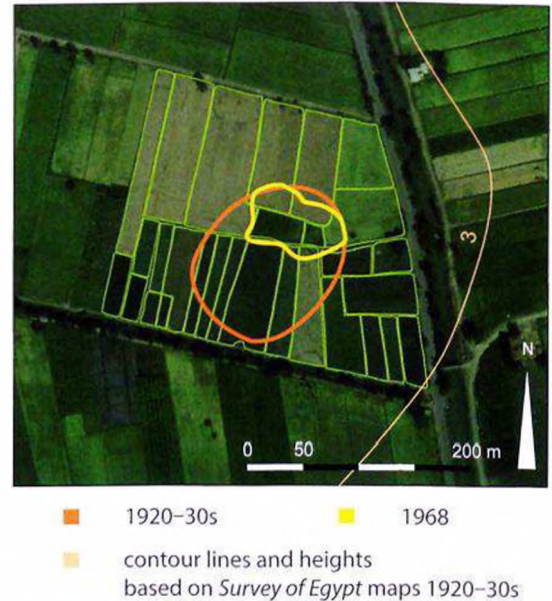 3
N
0 50 200 m
1920–30s 1968
contour lines and heights
based on Survey of Egypt maps 1920–30s